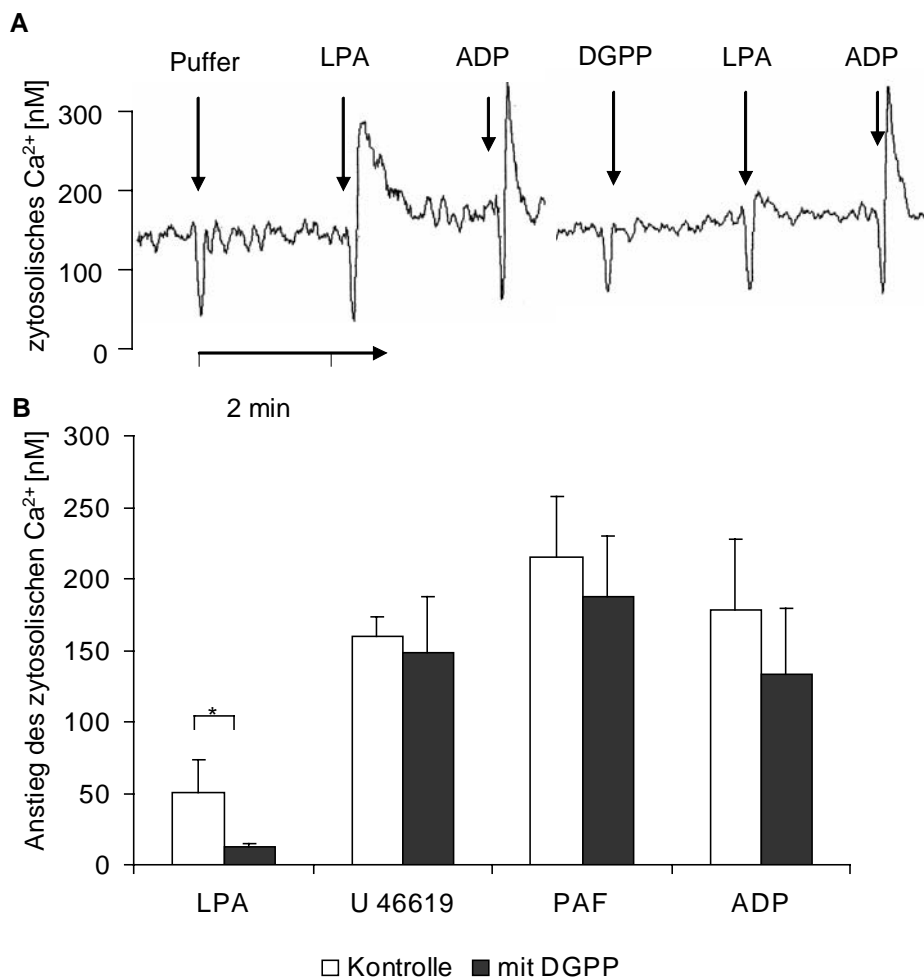 A
Puffer LPA ADP DGPP LPA ADP
zytosolisches Ca²⁺ [nM]
300
200
100
0
2 min
B
Anstieg des zytosolischen Ca²⁺ [nM]
300
250
200
150
100
50
0
*
LPA U 46619 PAF ADP
Kontrolle mit DGPP